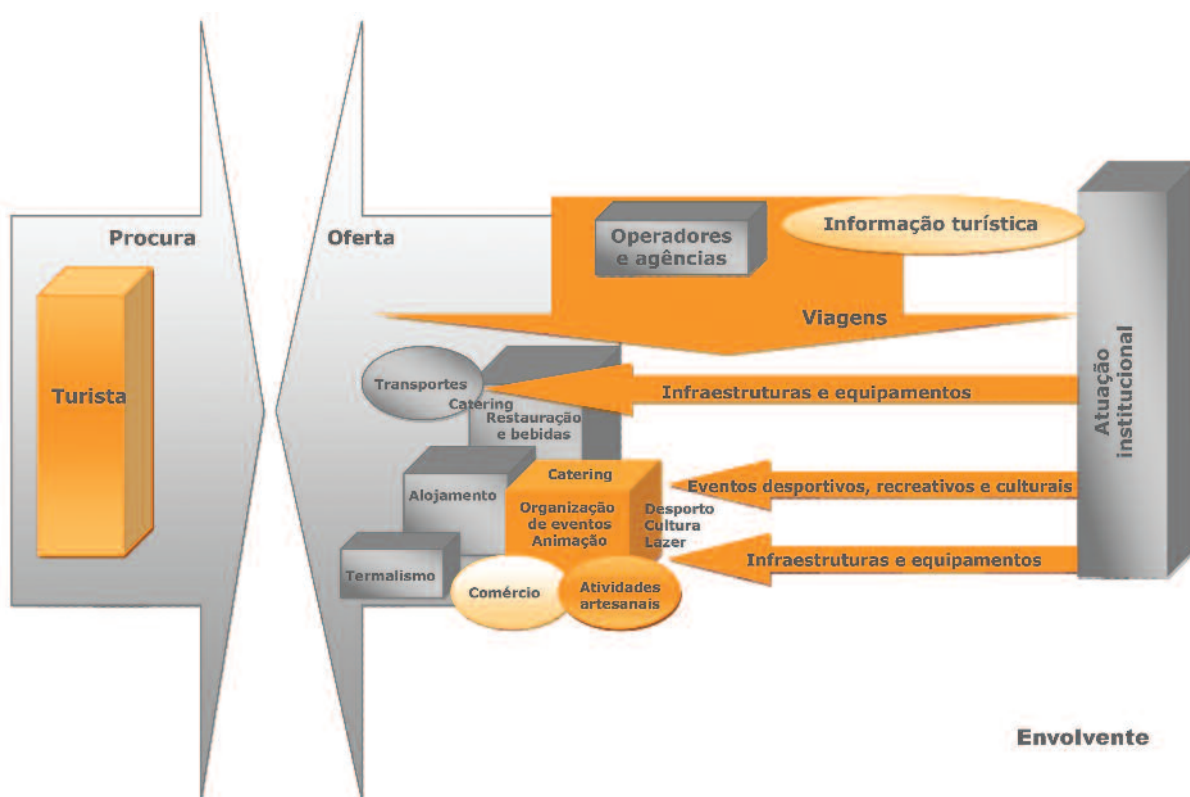 Procura
Oferta
Operadores
e agências
Informação turística
Viagens
Turista
Transportes
Catering
Restauração
e bebidas
Infraestruturas e equipamentos
Atuação
institucional
Alojamento
Catering
Organização
de eventos
Animação
Desporto
Cultura
Lazer
Eventos desportivos, recreativos e culturais
Infraestruturas e equipamentos
Termalismo
Comércio
Atividades
artesanais
Envolvente